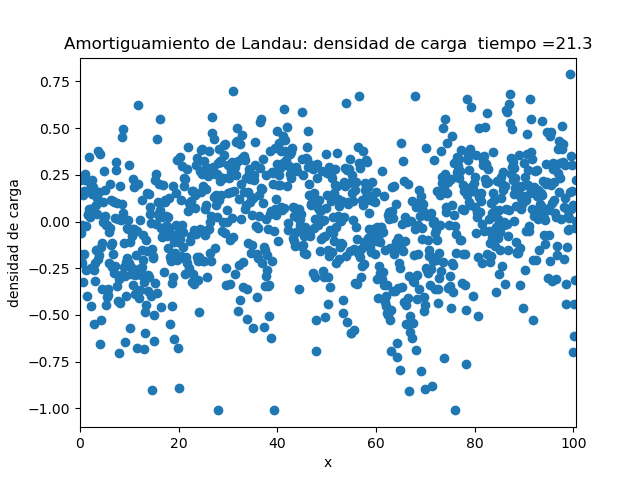 Amortiguamiento de Landau: densidad de carga  tiempo =21.3
densidad de carga
0.75
0.50
0.25
0.00
−0.25
−0.50
−0.75
−1.00
0 20 40 60 80 100
x